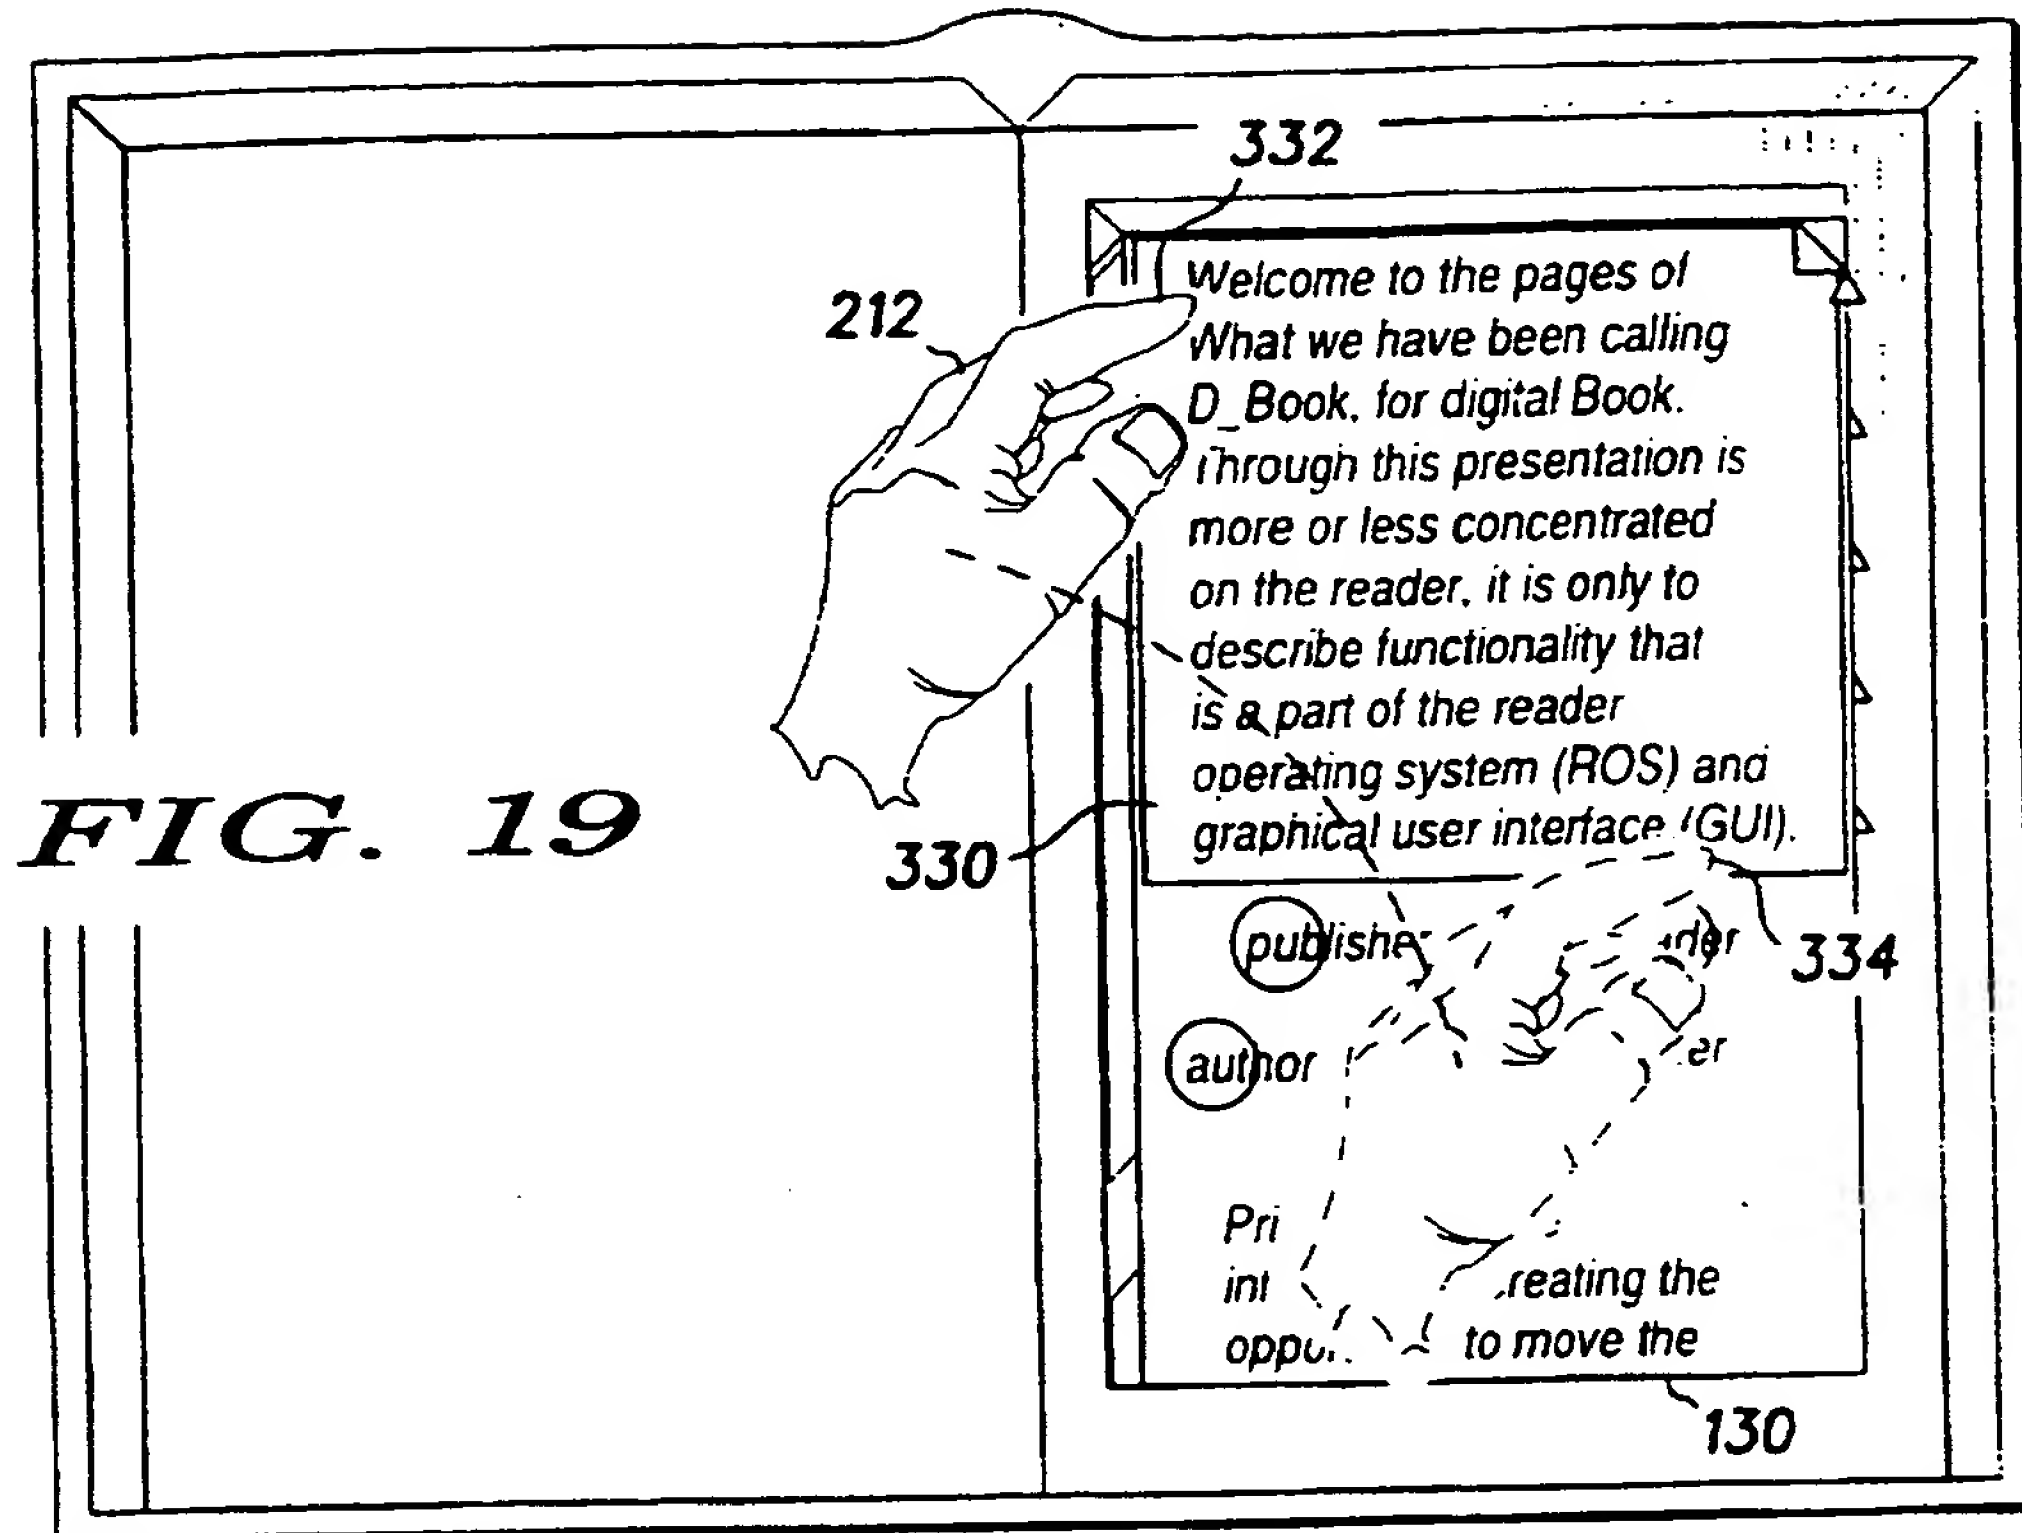 332
Welcome to the pages of
212
What we have been calling
D_Book. for digital Book.
Through this presentation is
more or less concentrated
on the reader. it is only to
describe functionality that
is a part of the reader
operating system (ROS) and
FIG. 19
graphical user interface (GUI).
330
publisher
334
author
Pri
int reating the
to move the
130